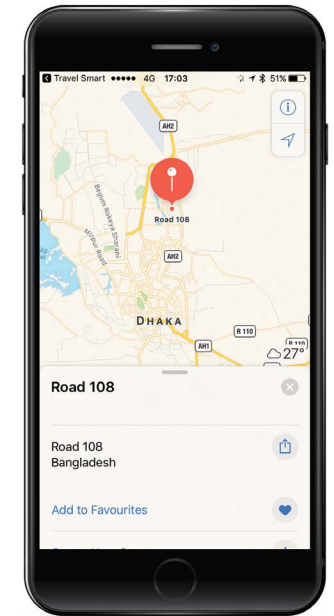 Travel Smart 4G 17:03 51%
AH2
Begum Rokeya Sharani
Road 108
Mirpur Road
AH2
DHAKA
R 110
AH1
27°
Road 108
Road 108
Bangladesh
Add to Favourites